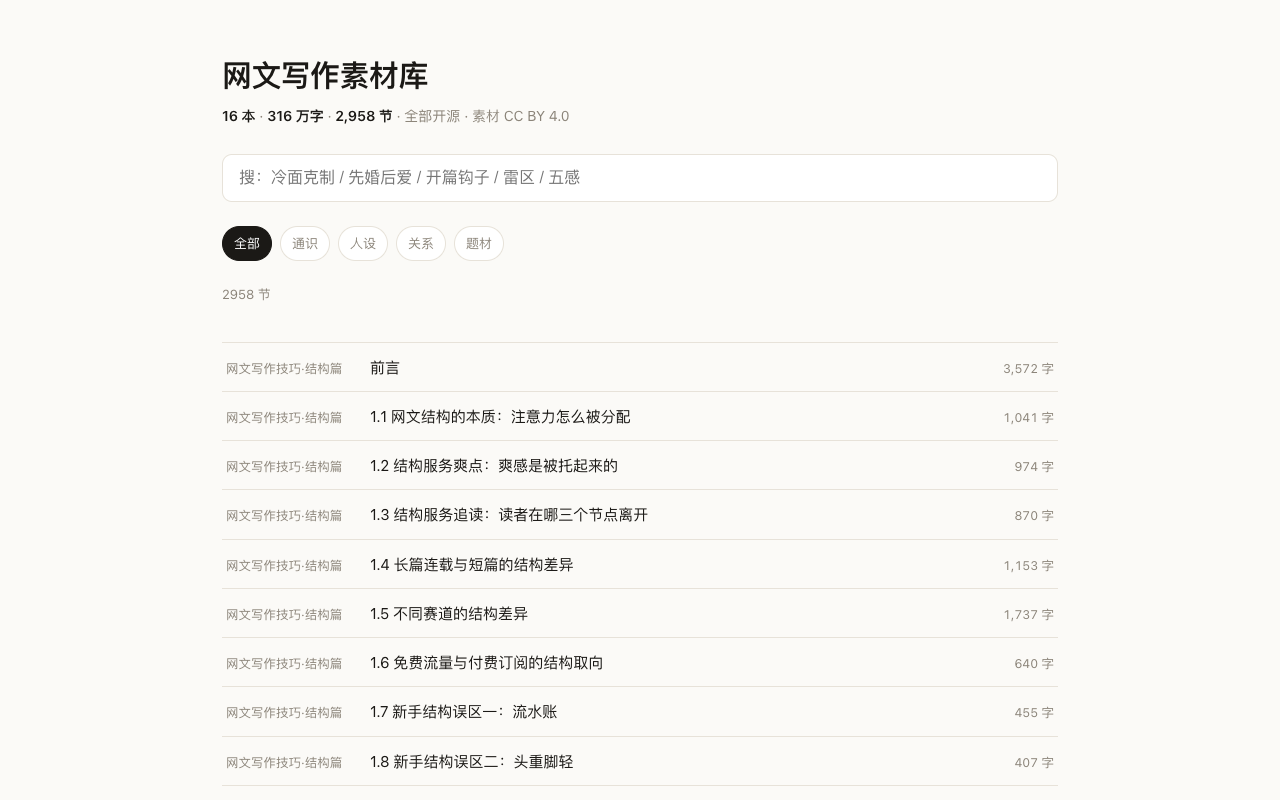 网文写作素材库
16 本 · 316 万字 · 2,958 节 · 全部开源 · 素材 CC BY 4.0
搜：冷面克制 / 先婚后爱 / 开篇钩子 / 雷区 / 五感
全部 通识 人设 关系 题材
2958 节
网文写作技巧·结构篇 前言 3,572 字
网文写作技巧·结构篇 1.1 网文结构的本质：注意力怎么被分配 1,041 字
网文写作技巧·结构篇 1.2 结构服务爽点：爽感是被托起来的 974 字
网文写作技巧·结构篇 1.3 结构服务追读：读者在哪三个节点离开 870 字
网文写作技巧·结构篇 1.4 长篇连载与短篇的结构差异 1,153 字
网文写作技巧·结构篇 1.5 不同赛道的结构差异 1,737 字
网文写作技巧·结构篇 1.6 免费流量与付费订阅的结构取向 640 字
网文写作技巧·结构篇 1.7 新手结构误区一：流水账 455 字
网文写作技巧·结构篇 1.8 新手结构误区二：头重脚轻 407 字